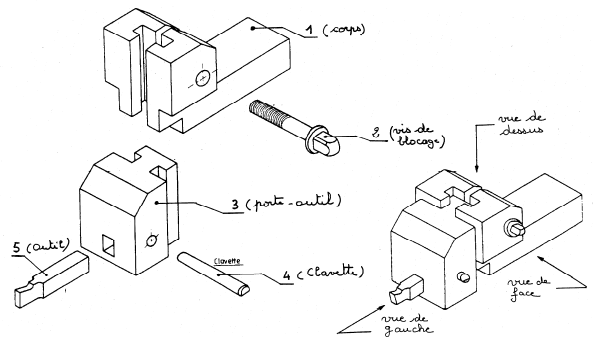 1 (corps)
2 (vis de
blocage)
vue de
dessus
3 (porte-outil)
5 (outil)
Clavette
4 (Clavette)
vue de
face
vue de
gauche